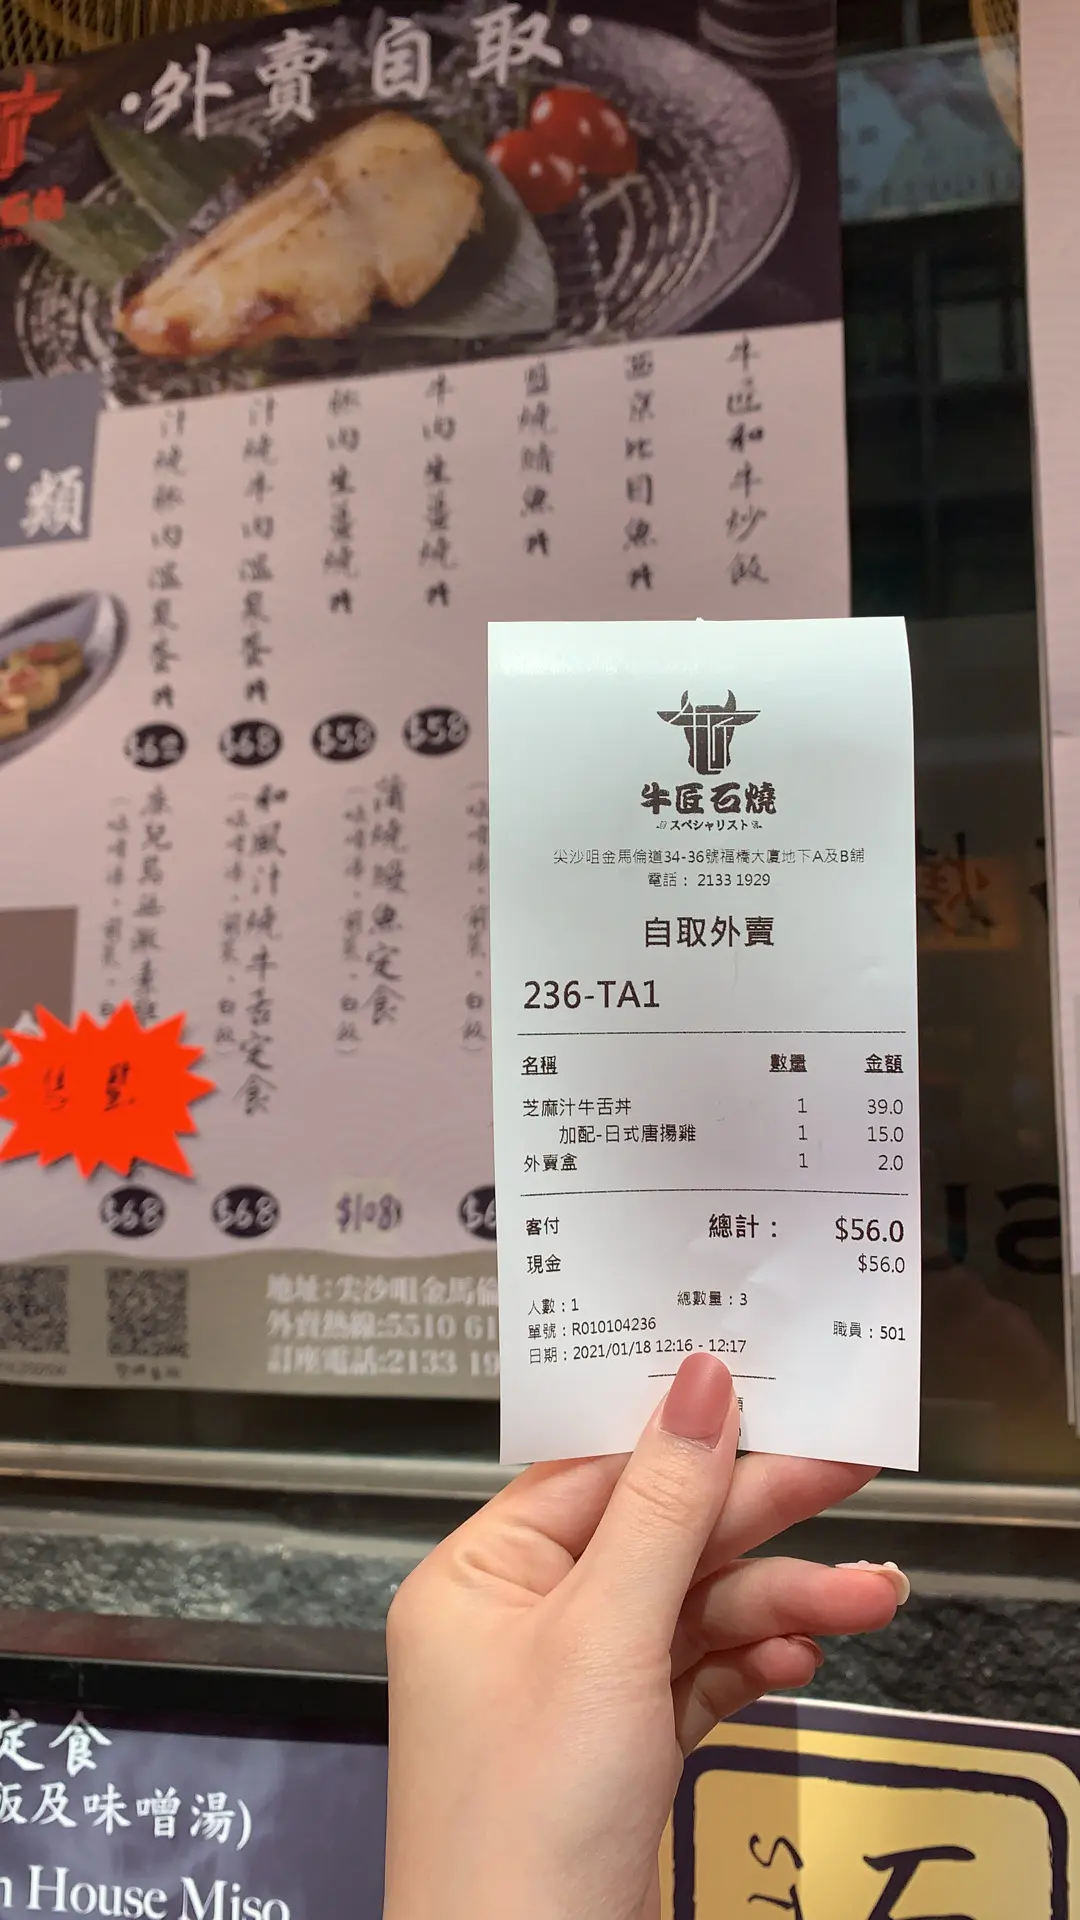 ·外賣自取·
類
汁燒豚肉溫泉蛋丼
汁燒牛肉溫泉蛋丼
豚肉生薑燒丼
牛肉生薑燒丼
鹽燒鯖魚丼
西京比目魚丼
牛匠和牛炒飯
$68
$58
$58
和風汁燒牛舌定食
蒲燒鰻魚定食
售罄
$68
$68
$108
地址:尖沙咀金馬倫
外賣熱線:5510 61
訂座電話:2133 19
牛匠石燒
スペシャリスト
尖沙咀金馬倫道34-36號福橋大廈地下A及B舖
電話： 2133 1929
自取外賣
236-TA1
名稱 數量 金額
芝麻汁牛舌丼 1 39.0
加配-日式唐揚雞 1 15.0
外賣盒 1 2.0
客付 總計： $56.0
現金 $56.0
人數：1 總數量：3
單號：R010104236 職員：501
日期：2021/01/18 12:16 - 12:17
定食
飯及味噌湯)
House Miso